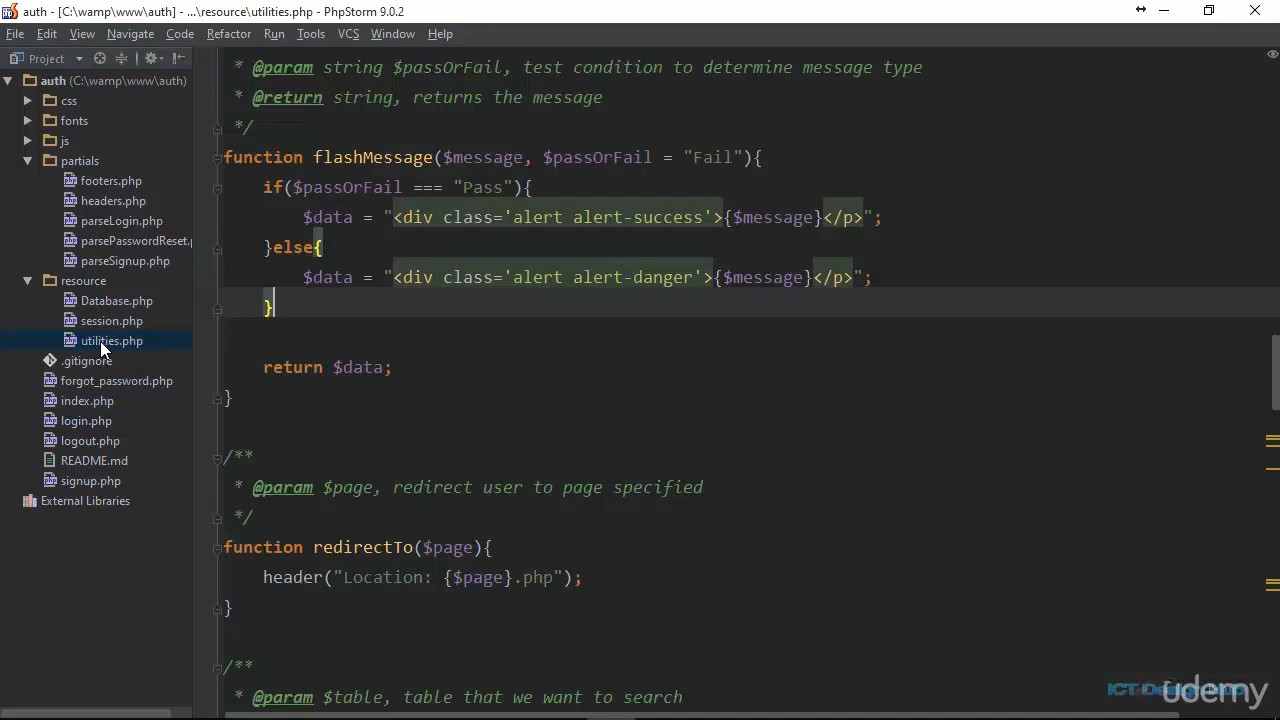 auth - [C:\wamp\www\auth] - ...\resource\utilities.php - PhpStorm 9.0.2
File Edit View Navigate Code Refactor Run Tools VCS Window Help
Project
auth (C:\wamp\www\auth)
css
fonts
js
partials
footers.php
headers.php
parseLogin.php
parsePasswordReset.p
parseSignup.php
resource
Database.php
session.php
utilities.php
.gitignore
forgot_password.php
index.php
login.php
logout.php
README.md
signup.php
External Libraries
* @param string $passOrFail, test condition to determine message type
* @return string, returns the message
*/
function flashMessage($message, $passOrFail = "Fail"){
if($passOrFail === "Pass"){
$data = "<div class='alert alert-success'>{$message}</p>";
}else{
$data = "<div class='alert alert-danger'>{$message}</p>";
}
return $data;
}
/**
* @param $page, redirect user to page specified
*/
function redirectTo($page){
header("Location: {$page}.php");
}
/**
* @param $table, table that we want to search
ICT Design Hub
udemy